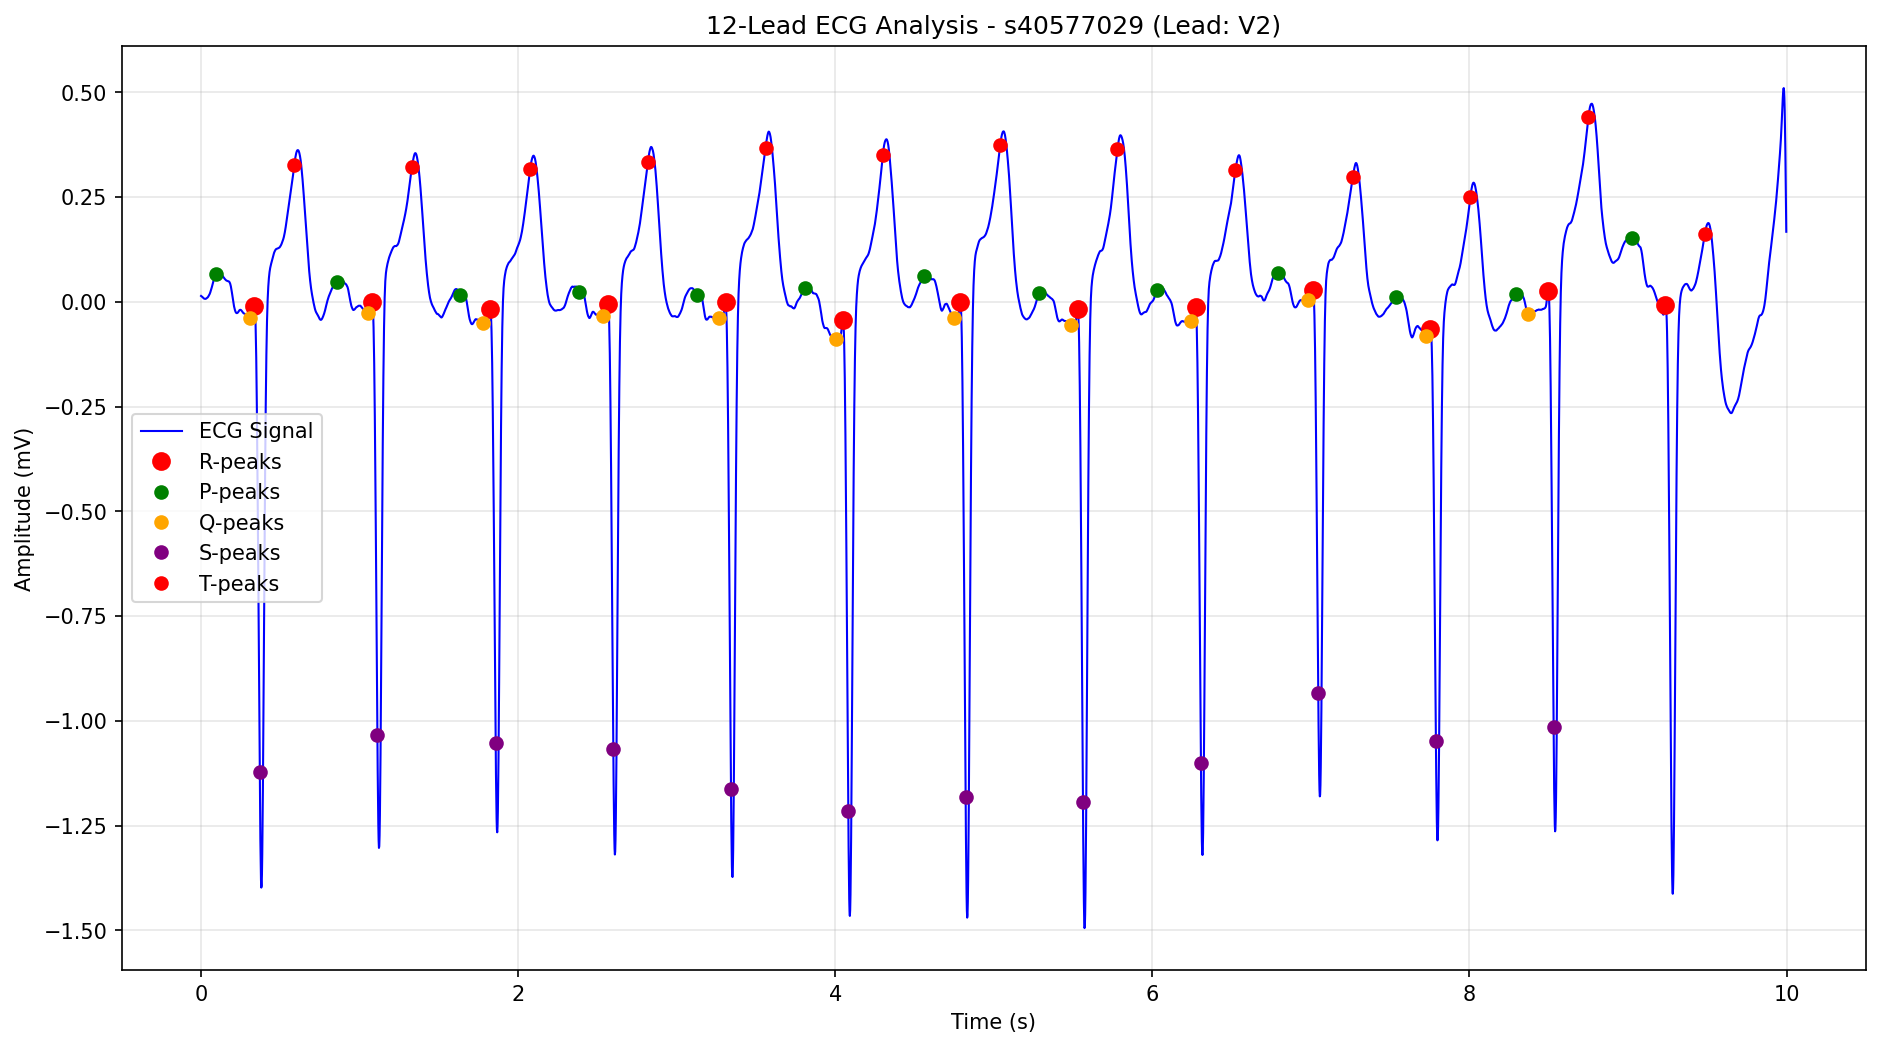 12-Lead ECG Analysis - s40577029 (Lead: V2)
Amplitude (mV)
0.50
0.25
0.00
−0.25
−0.50
−0.75
−1.00
−1.25
−1.50
ECG Signal
R-peaks
P-peaks
Q-peaks
S-peaks
T-peaks
0 2 4 6 8 10
Time (s)